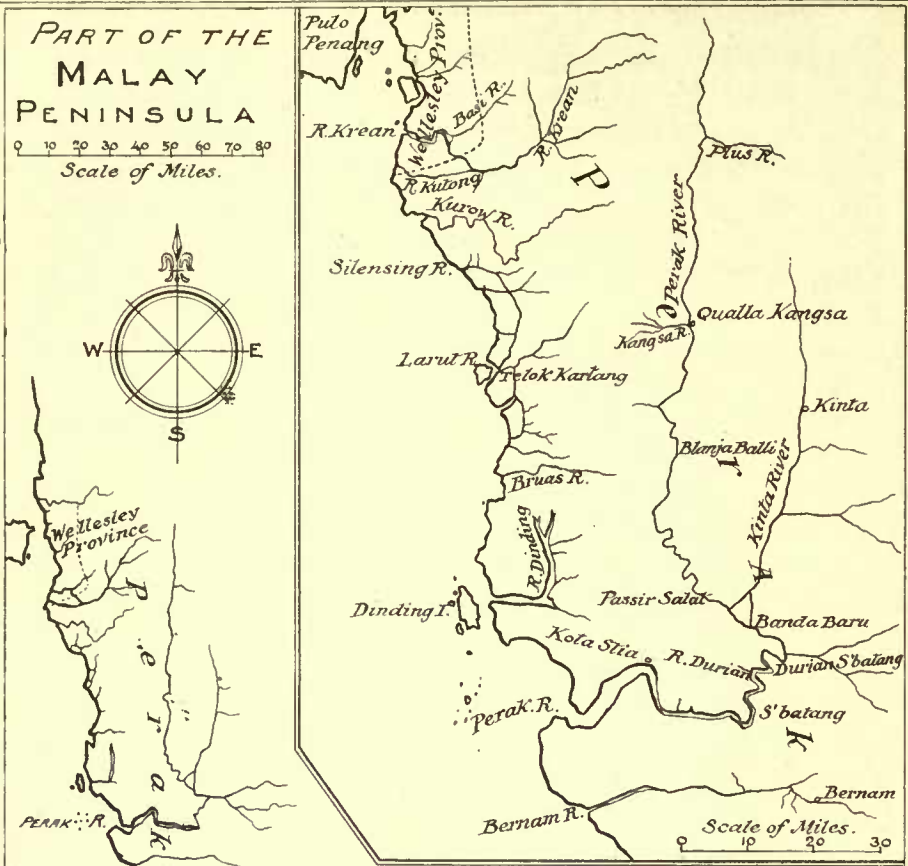 PART OF THE
MALAY
PENINSULA
0 10 20 30 40 50 60 70 80
Scale of Miles.
W E
S
Wellesley
Province
P e r a k
PERAK R.
Pulo
Penang
Wellesley Prov.
Basi R.
R. Krean
R. Krean
R. Kulong
Kurow R.
P e r a k
Perak River
Plus R.
Silensing R.
Qualla Kangsa
Kangsa R.
Larut R.
Telok Kartang
Kinta
Blanja Balli
Kinta River
Bruas R.
R. Dinding
Dinding I.
Passir Salat
Banda Baru
Kota Stia
R. Durian
Durian S'batang
S'batang
Perak. R.
Bernam
Bernam R.
Scale of Miles.
0 10 20 30